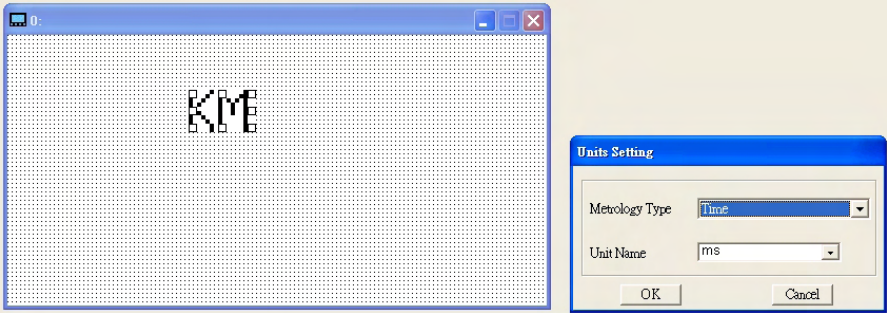 0:
KM
Units Setting
Metrology Type Time
Unit Name ms
OK Cancel